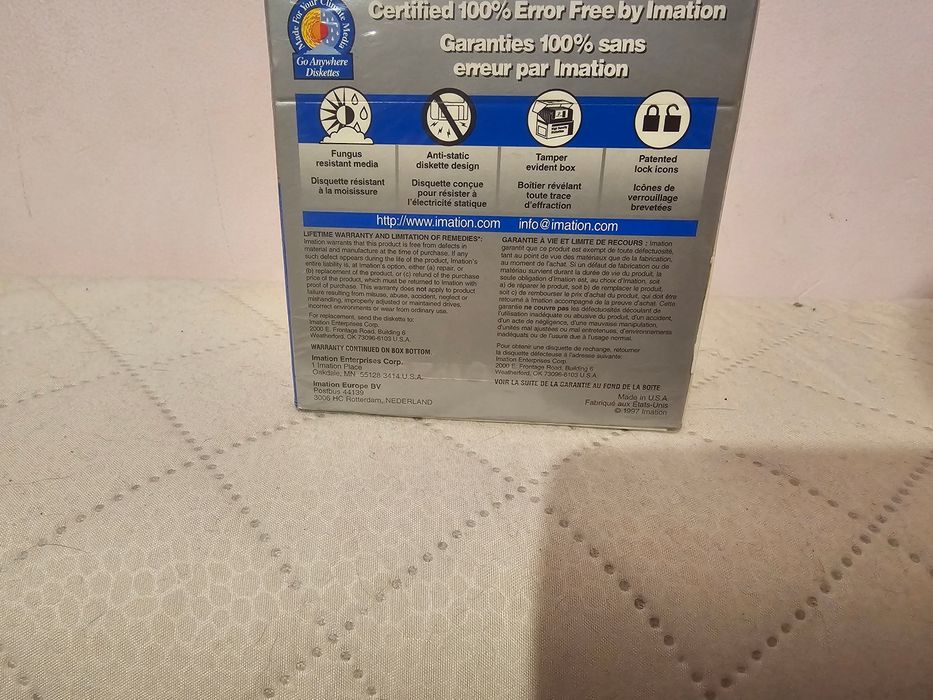 Made For Your Climate Media
Go Anywhere
Diskettes
Certified 100% Error Free by Imation
Garanties 100% sans
erreur par Imation
Fungus
resistant media
Disquette résistant
à la moisissure
Anti-static
diskette design
Disquette conçue
pour résister à
l'électricité statique
Tamper
evident box
Boîtier révélant
toute trace
d'effraction
Patented
lock icons
Icônes de
verrouillage
brevetées
http://www.imation.com info@imation.com
LIFETIME WARRANTY AND LIMITATION OF REMEDIES*:
Imation warrants that this product is free from defects in
material and manufacture at the time of purchase. If any
such defect appears during the life of the product, Imation's
entire liability is, at Imation's option, either (a) repair, or
(b) replacement of the product, or (c) refund of the purchase
price of the product, which must be returned to Imation with
proof of purchase. This warranty does not apply to product
failure resulting from misuse, abuse, accident, neglect or
mishandling, improperly adjusted or maintained drives,
incorrect environments or wear from ordinary use.
For replacement, send the diskette to:
Imation Enterprises Corp.
2000 E. Frontage Road, Building 6
Weatherford, OK 73096-6103 U.S.A.
WARRANTY CONTINUED ON BOX BOTTOM
Imation Enterprises Corp.
1 Imation Place
Oakdale, MN 55128-3414 U.S.A.
Imation Europe BV
Postbus 44139
3006 HC Rotterdam, NEDERLAND
GARANTIE À VIE ET LIMITE DE RECOURS : Imation
garantit que ce produit est exempt de toute défectuosité,
tant au point de vue des matériaux que de la fabrication,
au moment de l'achat. Si un défaut de fabrication ou de
matériau survient durant la durée de vie du produit, la
seule obligation d'Imation est, au choix d'Imation, soit
a) de réparer le produit, soit b) de remplacer le produit,
soit c) de rembourser le prix d'achat du produit, qui doit être
retourné à Imation accompagné de la preuve d'achat. Cette
garantie ne couvre pas les défectuosités découlant de
l'utilisation inadéquate ou abusive du produit, d'un accident,
d'un acte de négligence, d'une mauvaise manipulation,
d'unités mal ajustées ou mal entretenues, d'environnements
inadéquats ou de l'usure due à l'usage normal.
Pour obtenir une disquette de rechange, retourner
la disquette défectueuse à l'adresse suivante:
Imation Enterprises Corp.
2000 E. Frontage Road, Building 6
Weatherford, OK 73096-6103 U.S.A.
VOIR LA SUITE DE LA GARANTIE AU FOND DE LA BOÎTE.
Made in U.S.A.
Fabriqué aux États-Unis
© 1997 Imation